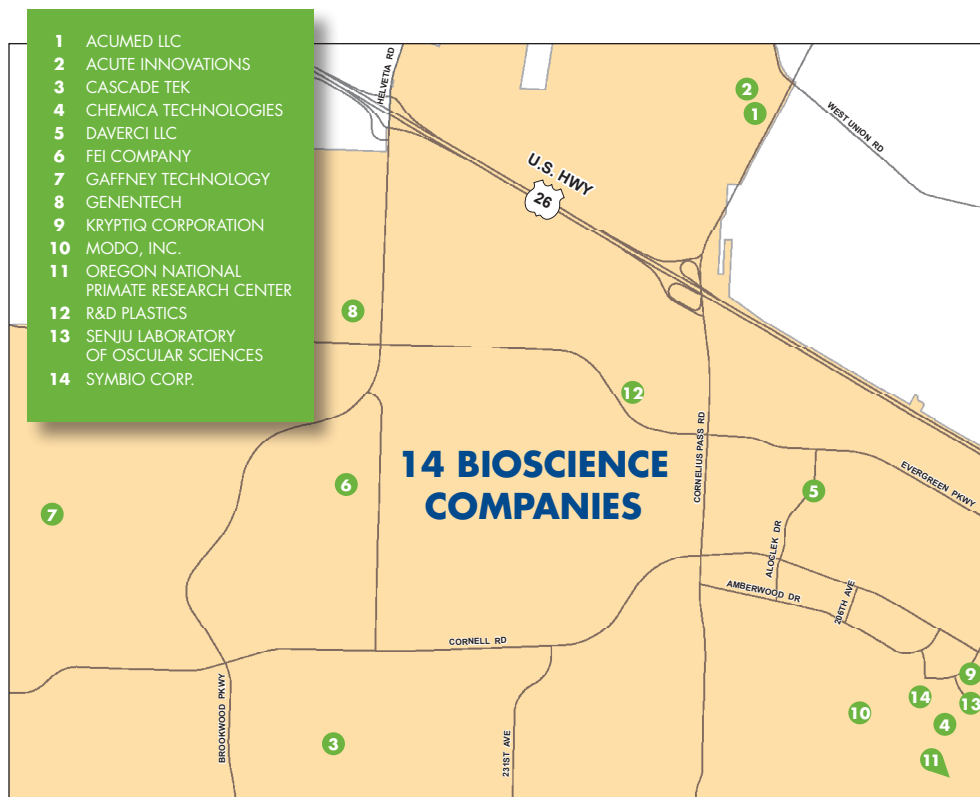 1 ACUMED LLC
2 ACUTE INNOVATIONS
3 CASCADE TEK
4 CHEMICA TECHNOLOGIES
5 DAVERCI LLC
6 FEI COMPANY
7 GAFFNEY TECHNOLOGY
8 GENENTECH
9 KRYPTIQ CORPORATION
10 MODO, INC.
11 OREGON NATIONAL
PRIMATE RESEARCH CENTER
12 R&D PLASTICS
13 SENJU LABORATORY
OF OSCULAR SCIENCES
14 SYMBIO CORP.
HELVETIA RD
2
1
WEST UNION RD
U.S. HWY
26
8
12
14 BIOSCIENCE
COMPANIES
CORNELIUS PASS RD
EVERGREEN PKWY
6
7
5
ALOCLEK DR
AMBERWOOD DR
206TH AVE
CORNELL RD
BROOKWOOD PKWY
231ST AVE
3
9
14
13
10
4
11